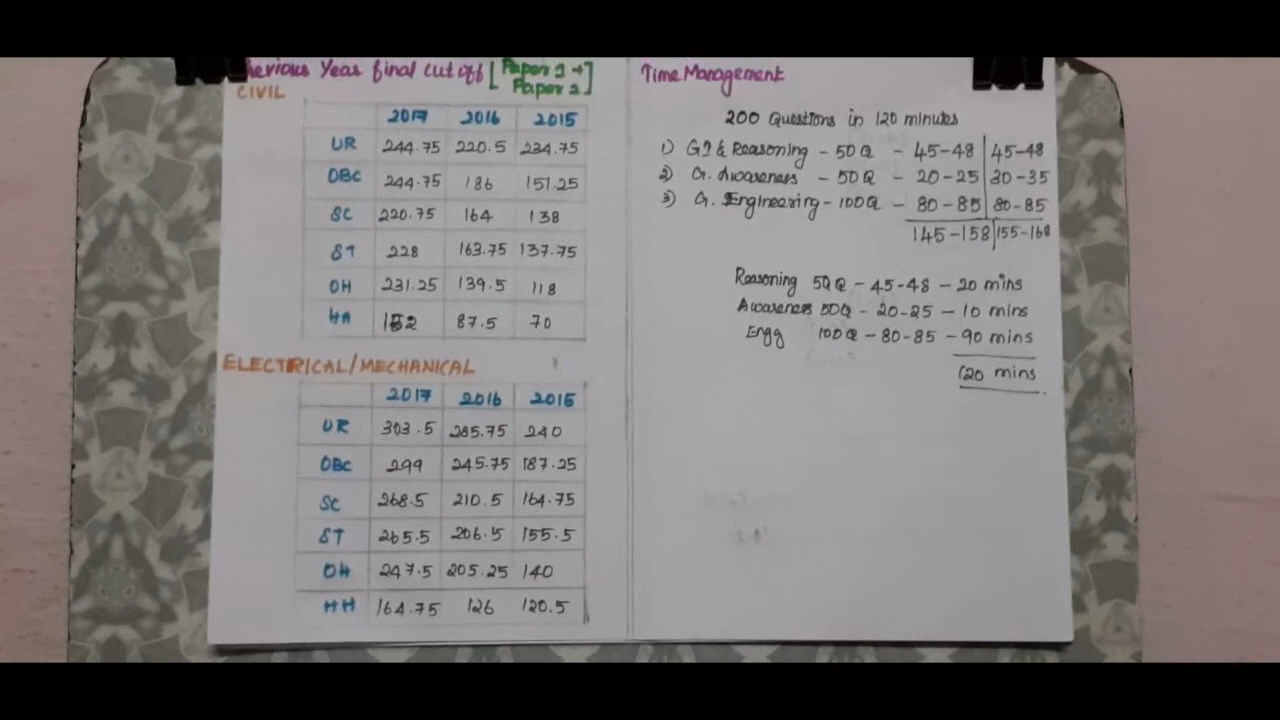 Previous Year final cut off [Paper 1 +
Paper 2]
CIVIL
2017 2016 2015
UR 244.75 220.5 234.75
OBC 244.75 186 151.25
SC 220.75 164 138
ST 228 163.75 137.75
OH 231.25 139.5 118
HH 152 87.5 70
ELECTRICAL/MECHANICAL
2017 2016 2015
UR 303.5 285.75 240
OBC 299 245.75 187.25
SC 268.5 210.5 164.75
ST 265.5 206.5 155.5
OH 247.5 205.25 140
HH 164.75 126 120.5
Time Management
200 Questions in 120 minutes
1) GI & Reasoning - 50Q - 45-48 | 45-48
2) G. Awareness - 50Q - 20-25 | 30-35
3) G. Engineering - 100Q - 80-85 | 80-85
145-158 | 155-168
Reasoning 50Q - 45-48 - 20 mins
Awareness 50Q - 20-25 - 10 mins
Engg 100Q - 80-85 - 90 mins
120 mins